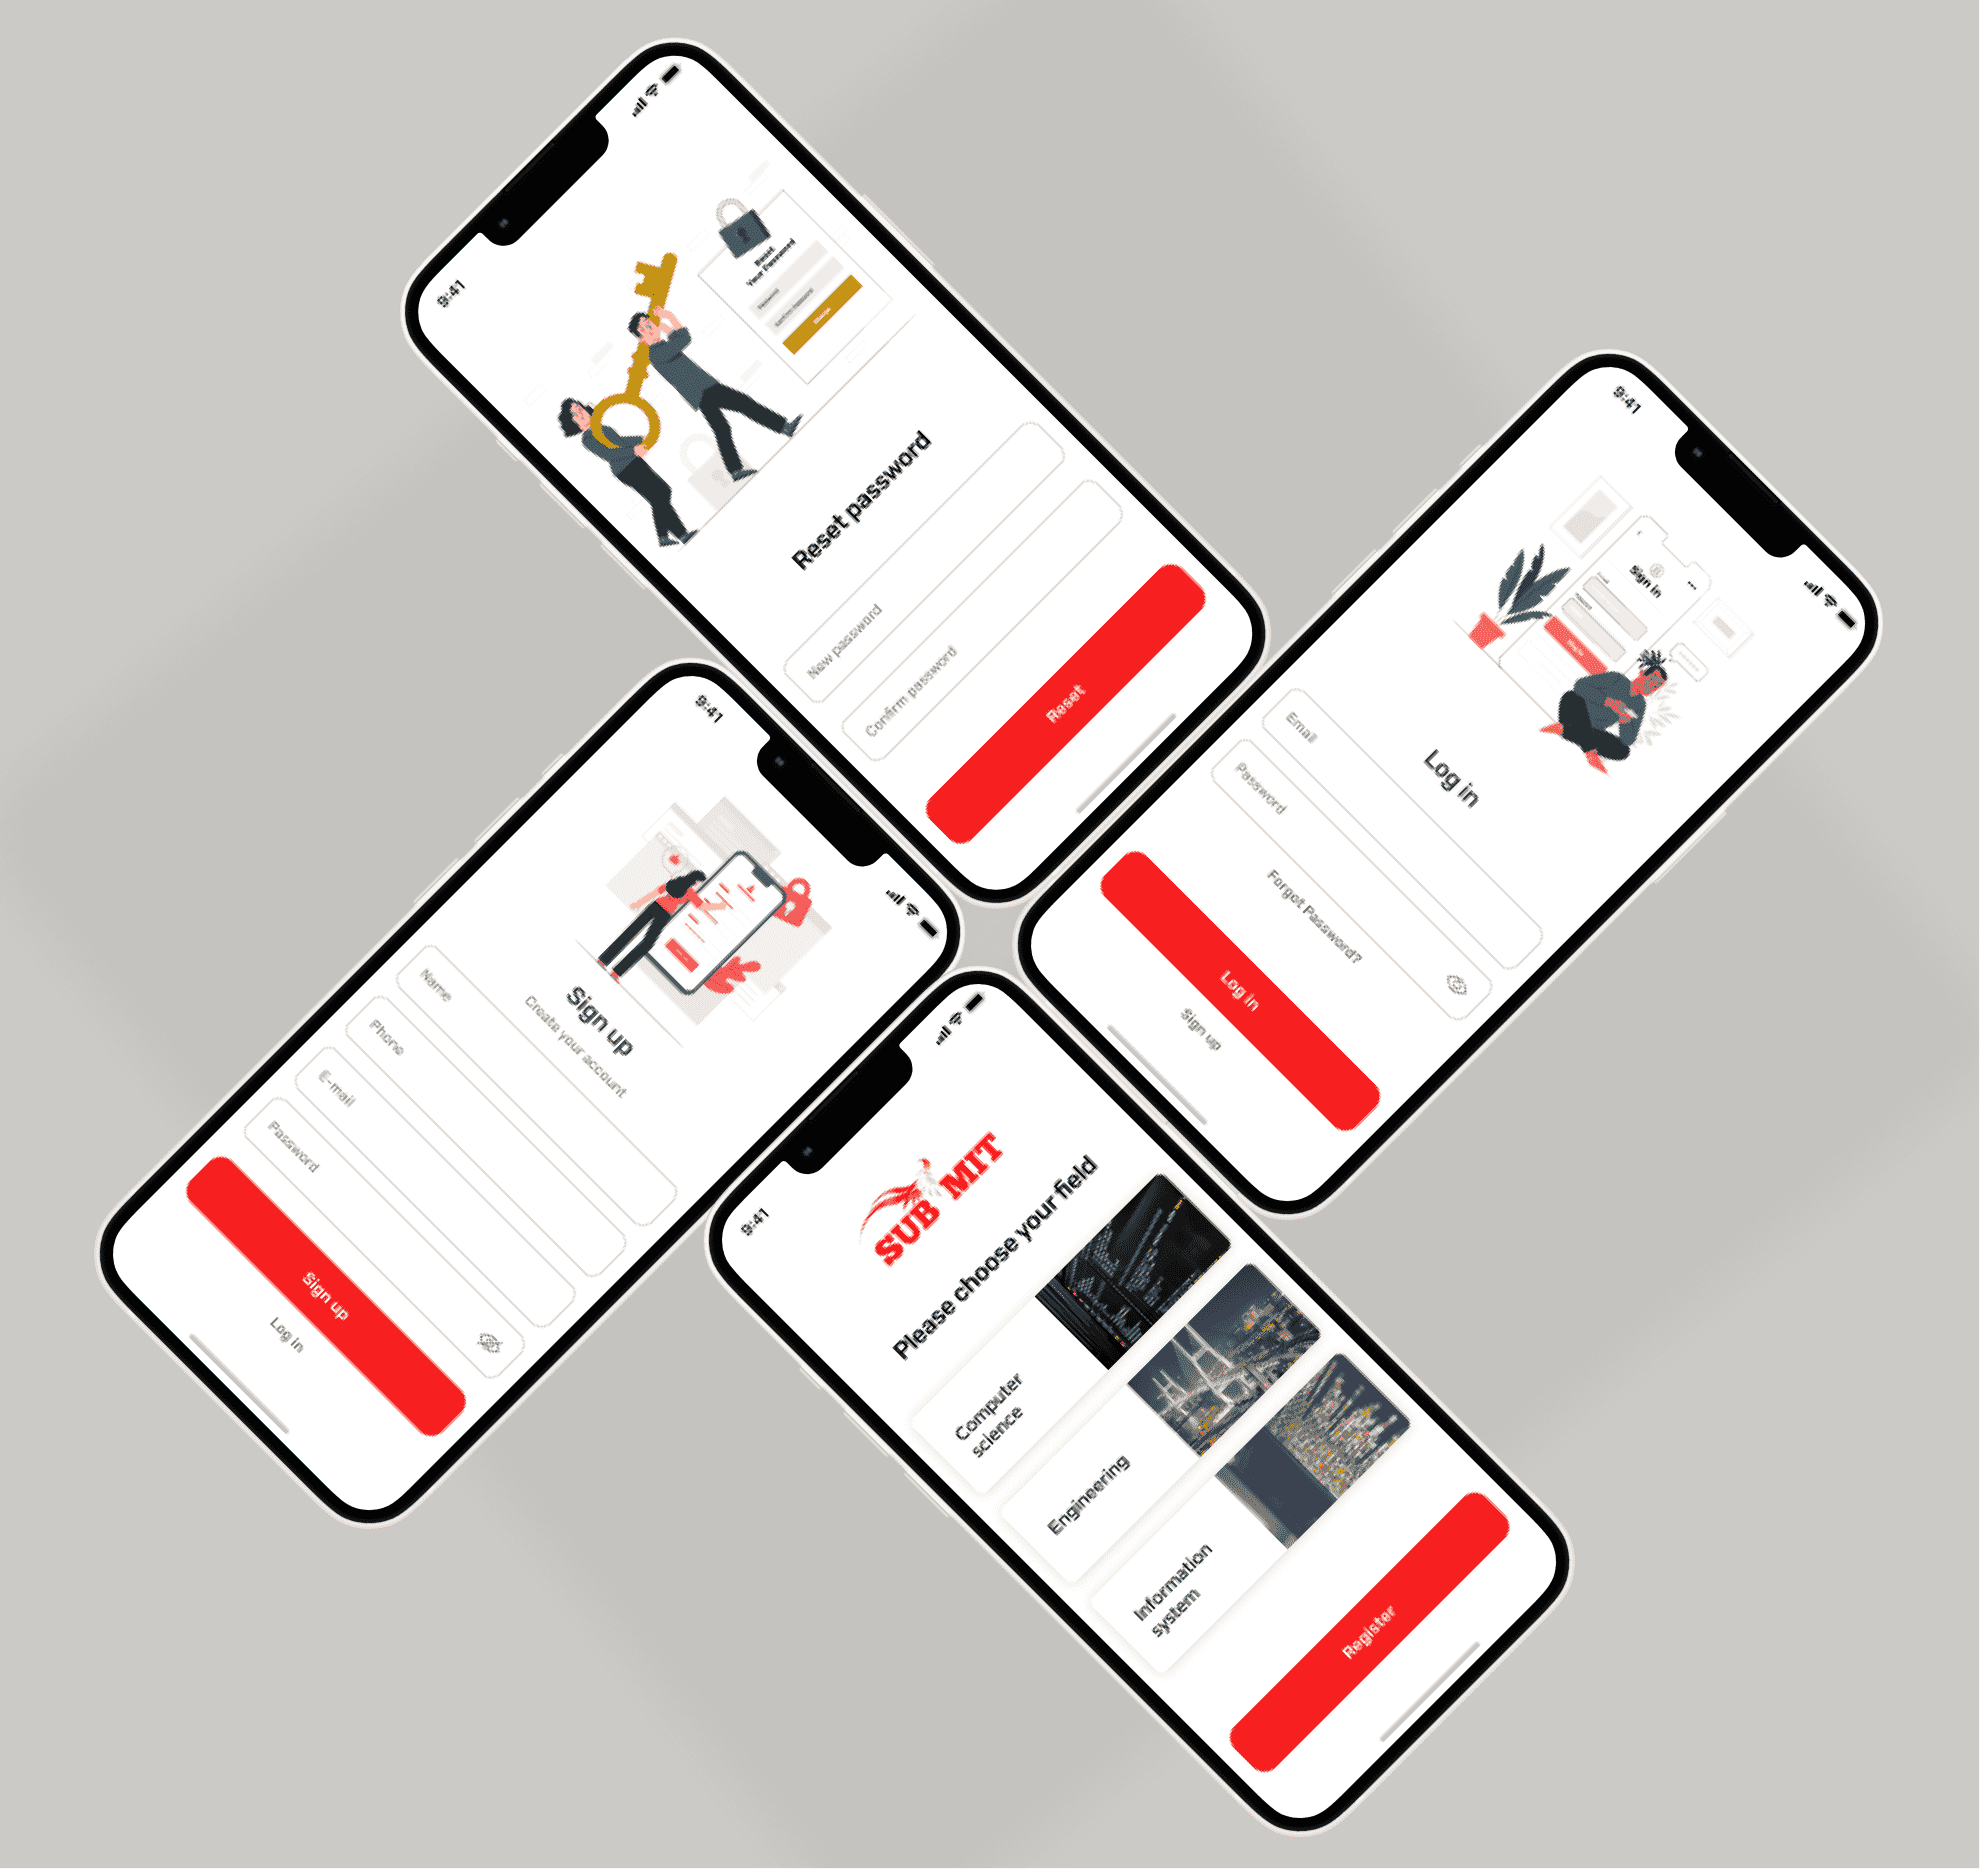 9:41
Reset
Your Password
Reset password
New password
Confirm password
Reset
9:41
Sign in
Log in
Email
Password
Forgot Password?
Log in
Sign up
9:41
Sign up
Create your account
Name
Phone
E-mail
Password
Sign up
Log in
9:41
SUB MIT
Please choose your field
Computer
science
Engineering
Information
system
Register